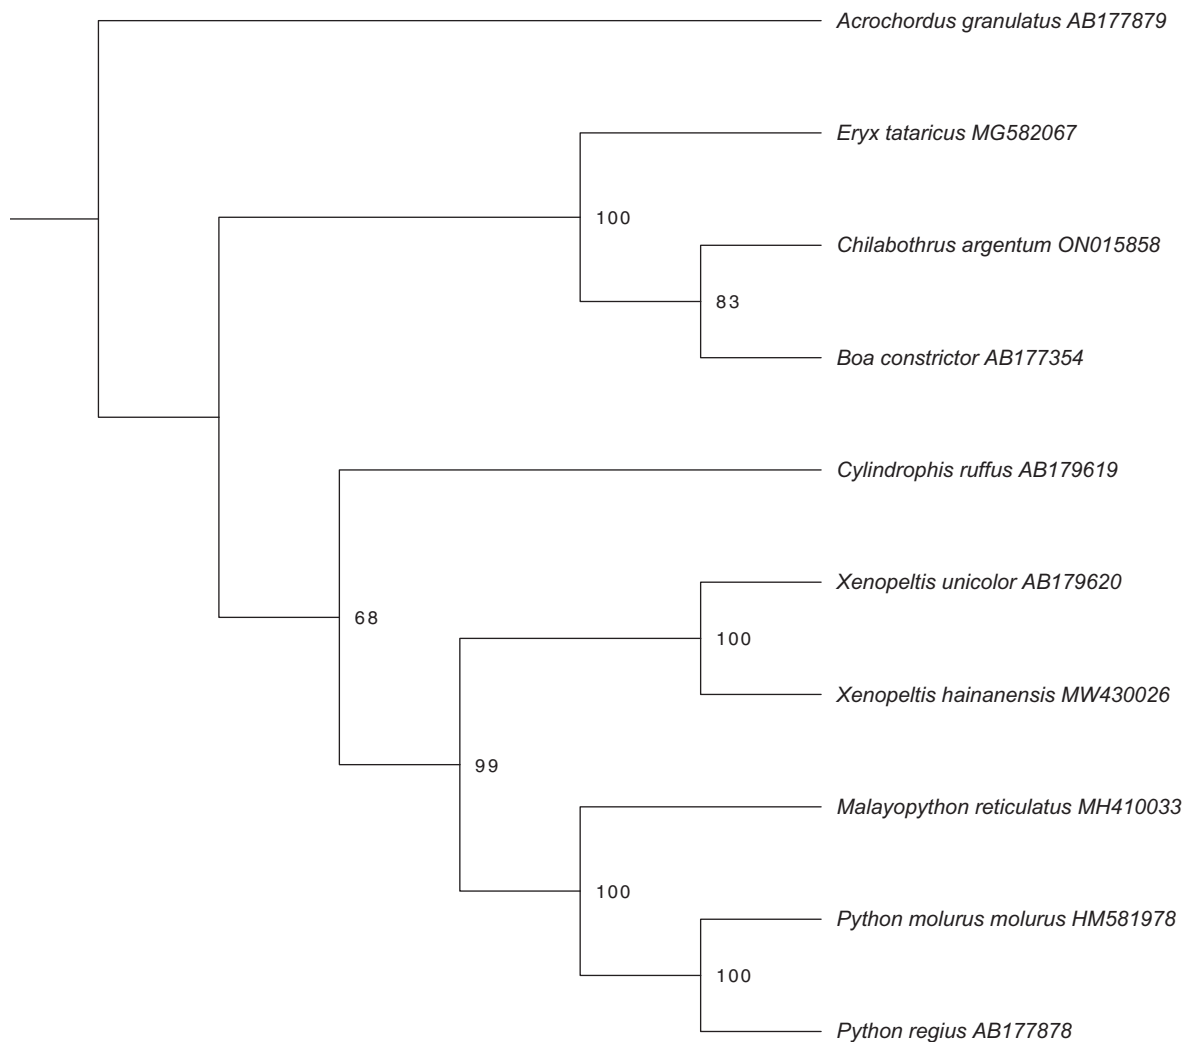 Acrochordus granulatus AB177879
Eryx tataricus MG582067
100
Chilabothrus argentum ON015858
83
Boa constrictor AB177354
Cylindrophis ruffus AB179619
Xenopeltis unicolor AB179620
68
100
Xenopeltis hainanensis MW430026
99
Malayopython reticulatus MH410033
100
Python molurus molurus HM581978
100
Python regius AB177878